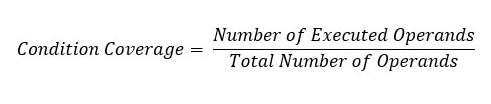 Condition Coverage = Number of Executed Operands
Total Number of Operands